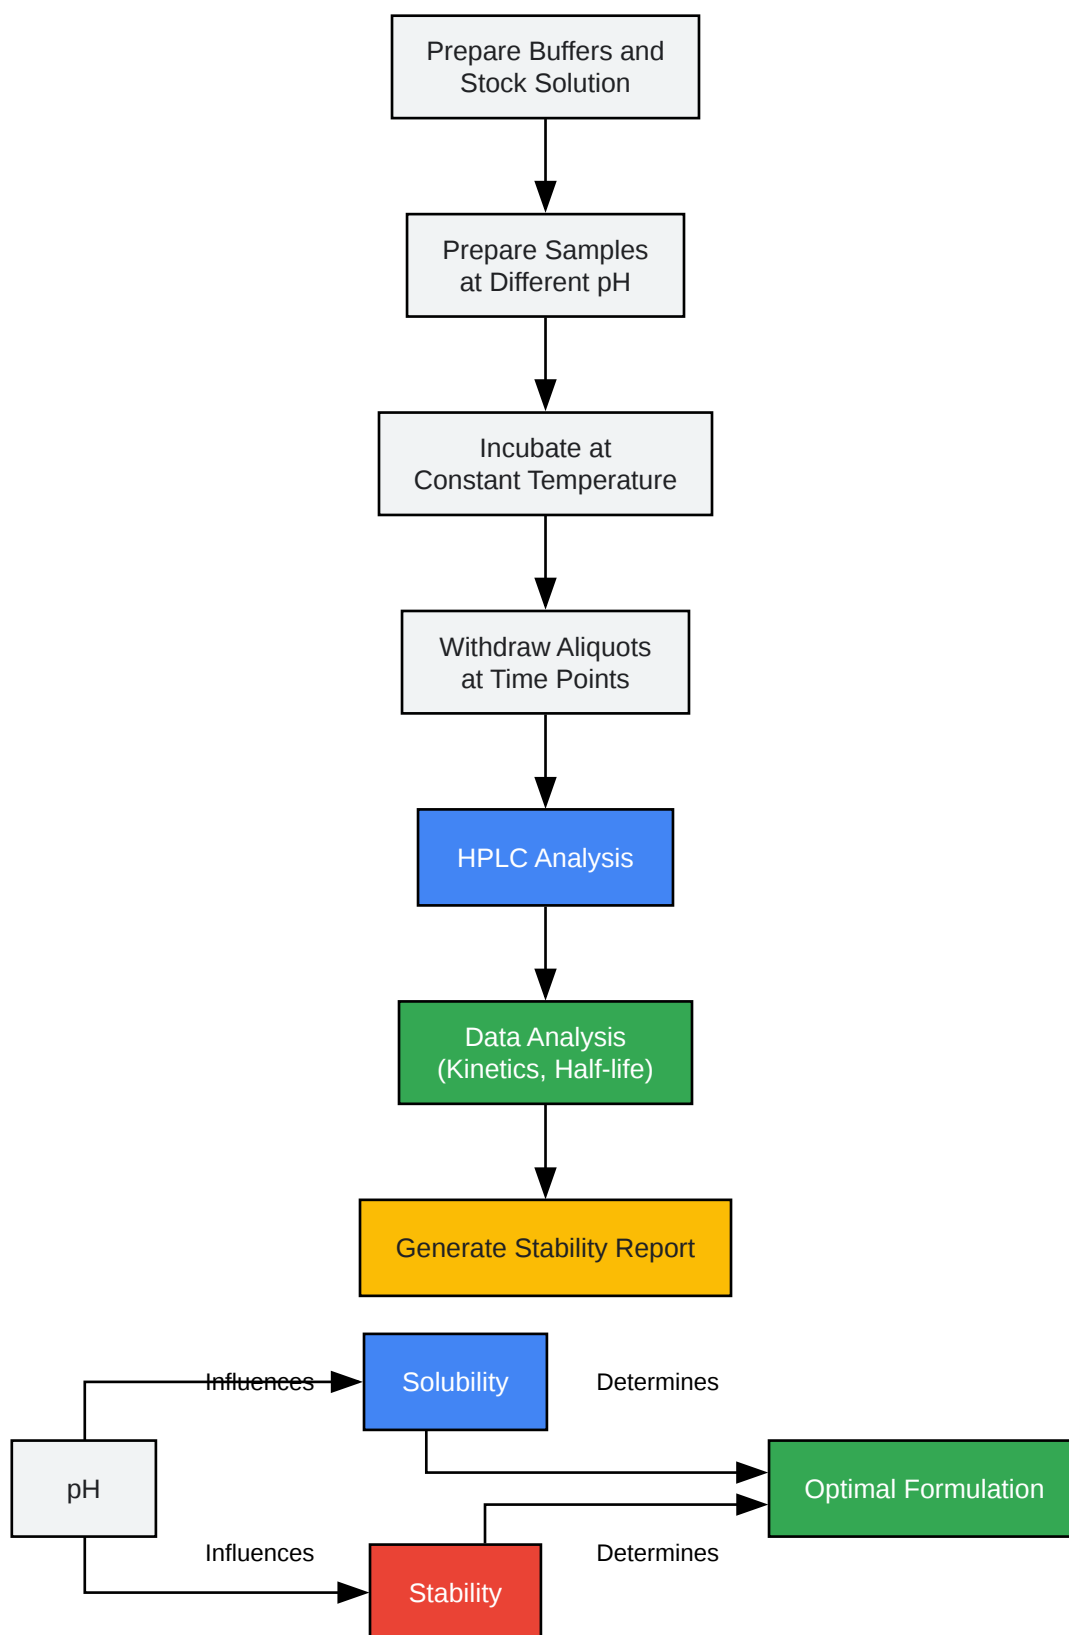 Prepare Buffers and
Stock Solution
Prepare Samples
at Different pH
Incubate at
Constant Temperature
Withdraw Aliquots
at Time Points
HPLC Analysis
Data Analysis
(Kinetics, Half-life)
Generate Stability Report
Influences
Solubility
Determines
pH
Optimal Formulation
Influences
Determines
Stability